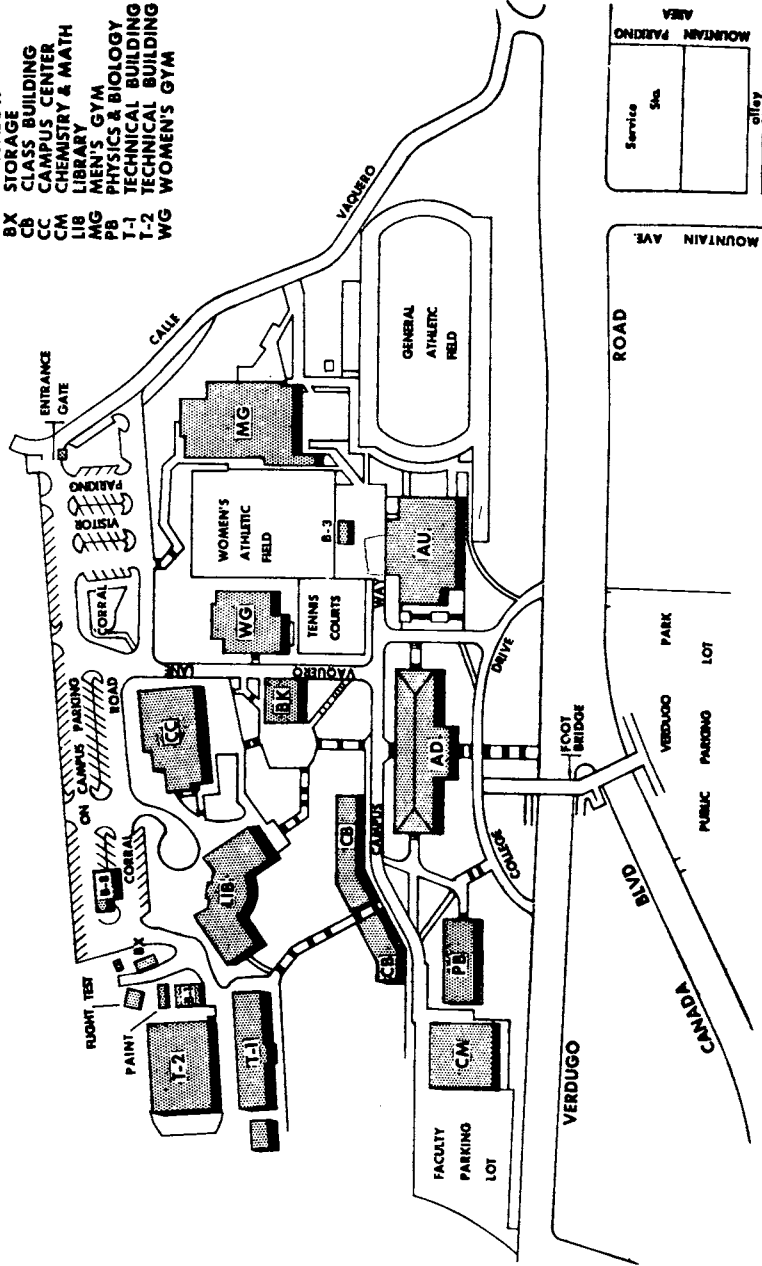 BX STORAGE
CB CLASS BUILDING
CC CAMPUS CENTER
CM CHEMISTRY & MATH
LIB LIBRARY
MG MEN'S GYM
PB PHYSICS & BIOLOGY
T-1 TECHNICAL BUILDING
T-2 TECHNICAL BUILDING
WG WOMEN'S GYM
ENTRANCE
GATE
CALLE
VAQUERO
VISITOR
PARKING
CORRAL
ON CAMPUS PARKING
ROAD
B-8
CORRAL
BX
FLIGHT TEST
PAINT
T-2
T-1
LIB
CC
VAQUERO
LANE
BK
WG
TENNIS
COURTS
WOMEN'S
ATHLETIC
FIELD
B-3
MG
GENERAL
ATHLETIC
FIELD
AU
CAMPUS
WAY
CB
CB
AD
PB
CM
FACULTY
PARKING
LOT
COLLEGE
DRIVE
FOOT
BRIDGE
VERDUGO
ROAD
CANADA
BLVD
VERDUGO PARK
PUBLIC PARKING LOT
MOUNTAIN AVE.
Service
Sta.
alley
MOUNTAIN PARKING
AREA